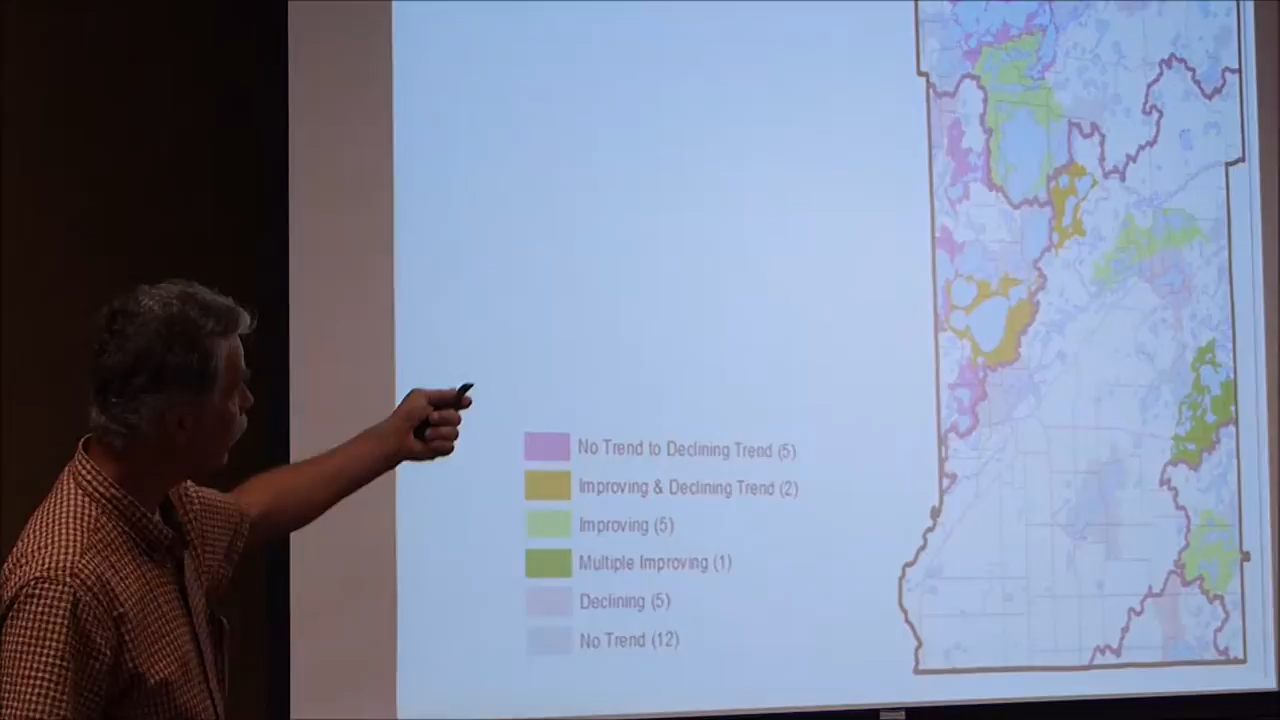 No Trend to Declining Trend (5)
Improving & Declining Trend (2)
Improving (5)
Multiple Improving (1)
Declining (5)
No Trend (12)